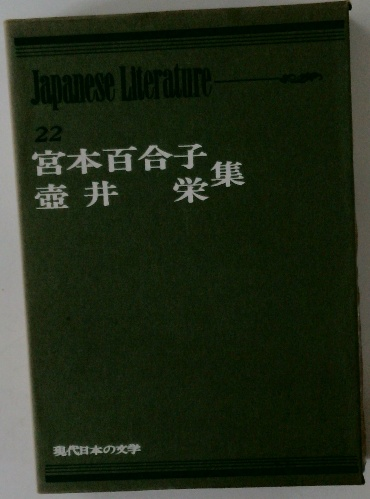 Japanese Literature
22
宮本百合子
壺井 栄
集
現代日本の文学